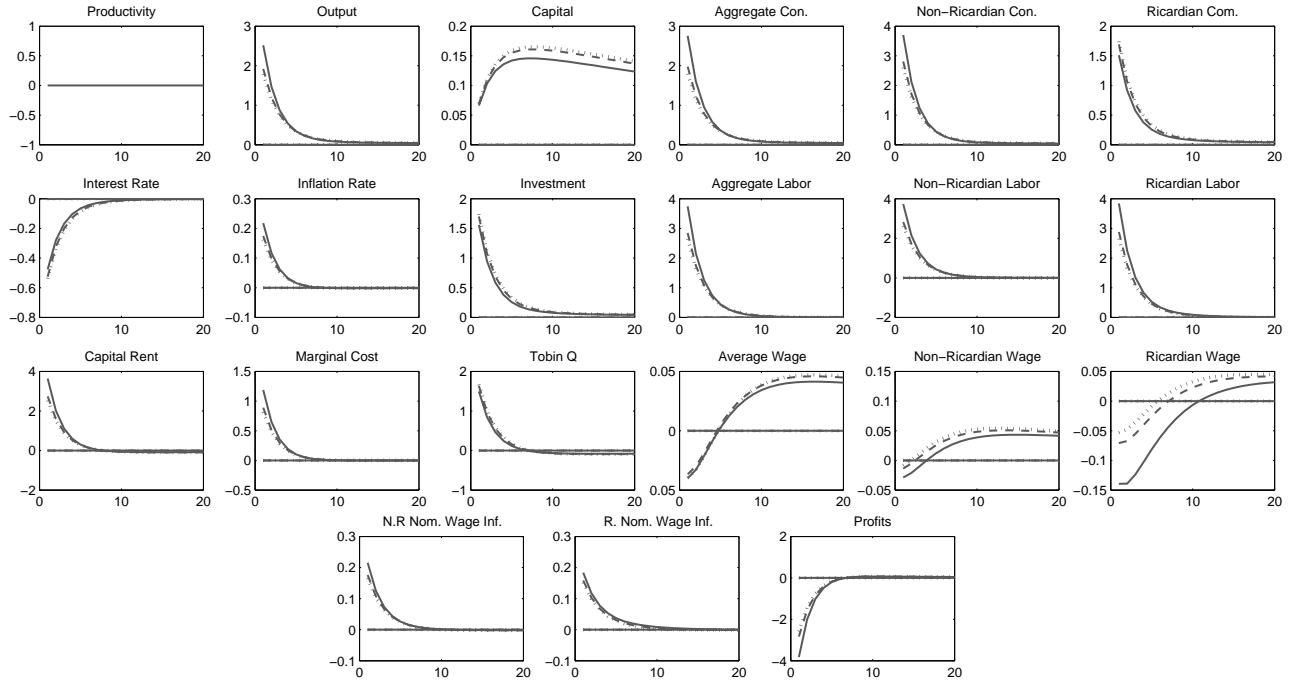 Productivity
1
0.5
0
−0.5
−1
0 10 20
Output
3
2
1
0
0 10 20
Capital
0.2
0.15
0.1
0.05
0
0 10 20
Aggregate Con.
3
2
1
0
0 10 20
Non−Ricardian Con.
4
3
2
1
0
0 10 20
Ricardian Com.
2
1.5
1
0.5
0
0 10 20
Interest Rate
0
−0.2
−0.4
−0.6
−0.8
0 10 20
Inflation Rate
0.3
0.2
0.1
0
−0.1
0 10 20
Investment
2
1.5
1
0.5
0
0 10 20
Aggregate Labor
4
3
2
1
0
0 10 20
Non−Ricardian Labor
4
2
0
−2
0 10 20
Ricardian Labor
4
3
2
1
0
0 10 20
Capital Rent
4
2
0
−2
0 10 20
Marginal Cost
1.5
1
0.5
0
−0.5
0 10 20
Tobin Q
2
1
0
−1
0 10 20
Average Wage
0.05
0
0.05
0 10 20
Non−Ricardian Wage
0.15
0.1
0.05
0
−0.05
0 10 20
Ricardian Wage
0.05
0
−0.05
−0.1
−0.15
0 10 20
N.R Nom. Wage Inf.
0.3
0.2
0.1
0
−0.1
0 10 20
R. Nom. Wage Inf.
0.3
0.2
0.1
0
−0.1
0 10 20
Profits
2
0
−2
−4
0 10 20